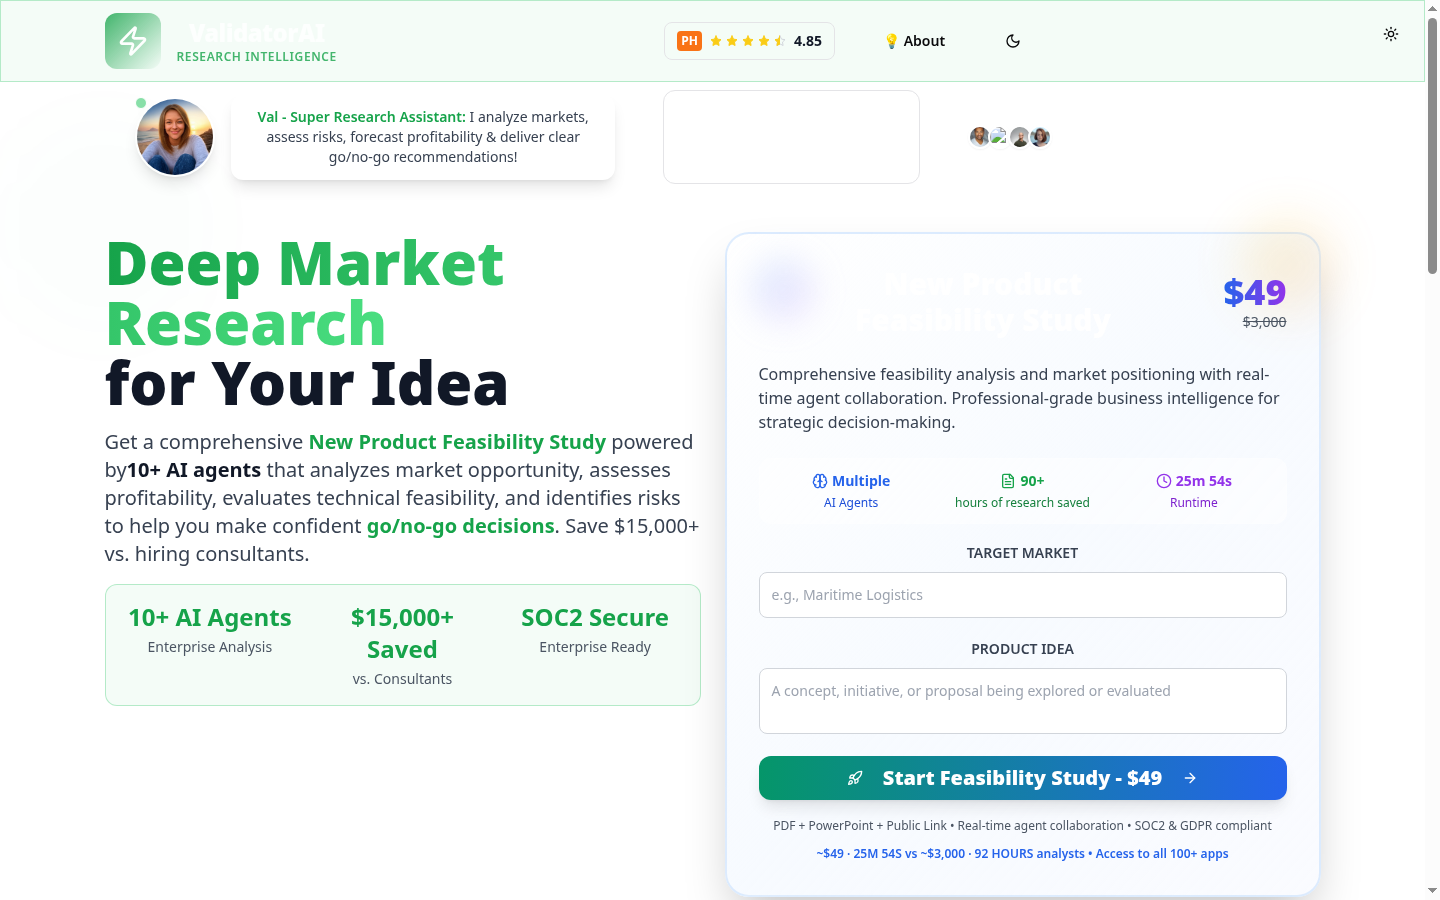 ValidatorAI
RESEARCH INTELLIGENCE
PH 4.85
💡 About
Val - Super Research Assistant: I analyze markets,
assess risks, forecast profitability & deliver clear
go/no-go recommendations!
Deep Market
Research
for Your Idea
Get a comprehensive New Product Feasibility Study powered
by10+ AI agents that analyzes market opportunity, assesses
profitability, evaluates technical feasibility, and identifies risks
to help you make confident go/no-go decisions. Save $15,000+
vs. hiring consultants.
10+ AI Agents
Enterprise Analysis
$15,000+
Saved
vs. Consultants
SOC2 Secure
Enterprise Ready
New Product
Feasibility Study
$49
$3,000
Comprehensive feasibility analysis and market positioning with real-
time agent collaboration. Professional-grade business intelligence for
strategic decision-making.
Multiple
AI Agents
90+
hours of research saved
25m 54s
Runtime
TARGET MARKET
e.g., Maritime Logistics
PRODUCT IDEA
A concept, initiative, or proposal being explored or evaluated
Start Feasibility Study - $49
PDF + PowerPoint + Public Link • Real-time agent collaboration • SOC2 & GDPR compliant
~$49 · 25M 54S vs ~$3,000 · 92 HOURS analysts • Access to all 100+ apps